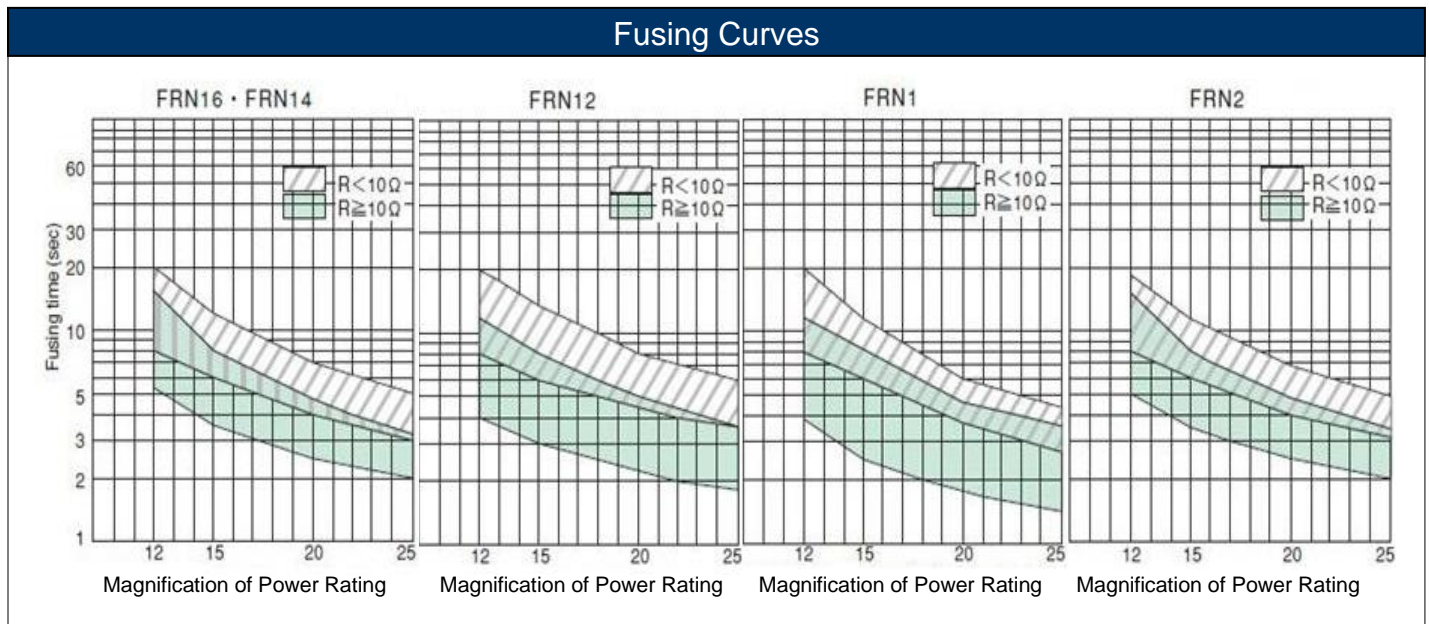 Fusing Curves
FRN16・FRN14
FRN12
FRN1
FRN2
Fusing time (sec)
60
30
20
10
5
3
2
1
R<10Ω
R≧10Ω
R<10Ω
R≧10Ω
R<10Ω
R≧10Ω
R<10Ω
R≧10Ω
12 15 20 25
12 15 20 25
12 15 20 25
12 15 20 25
Magnification of Power Rating
Magnification of Power Rating
Magnification of Power Rating
Magnification of Power Rating